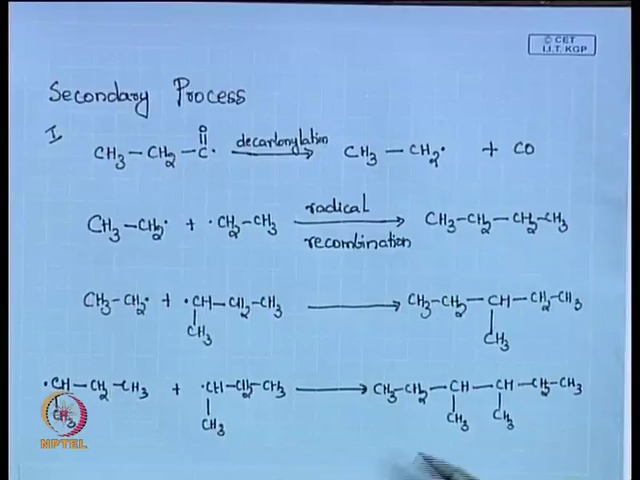 © CET
I.I.T. KGP
Secondary Process
I
CH3 – CH2 – C(=O)· decarbonylation → CH3 – CH2· + CO
CH3–CH2· + ·CH2–CH3 radical recombination → CH3–CH2–CH2–CH3
CH3–CH2· + ·CH–CH2–CH3 → CH3–CH2–CH–CH2–CH3
CH3 CH3
·CH–CH2–CH3 + ·CH–CH2–CH3 → CH3–CH2–CH–CH–CH2–CH3
CH3 CH3 CH3 CH3
NPTEL